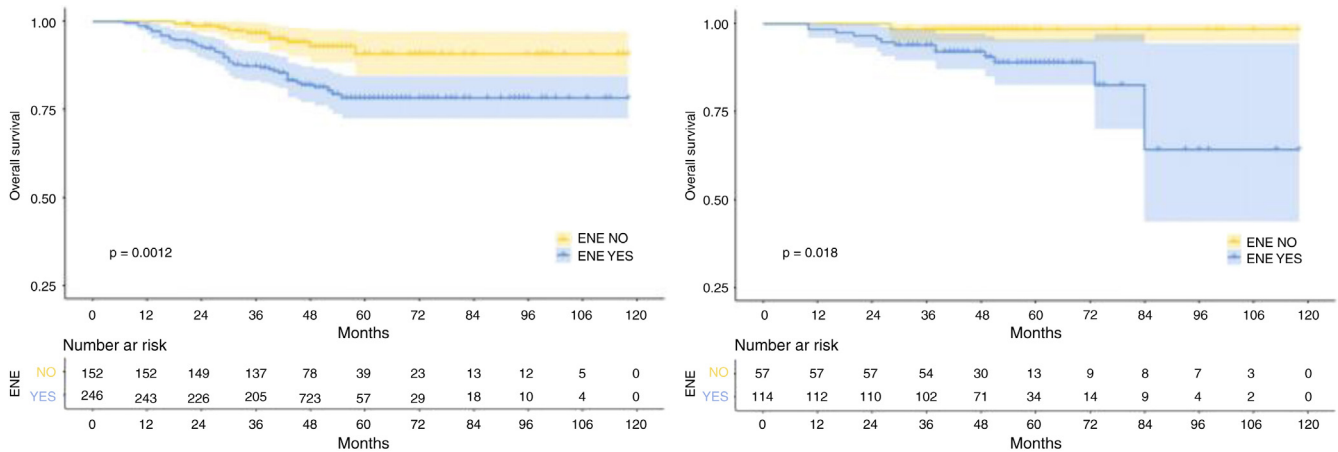 1.00
0.75
0.50
0.25
Overall survival
p = 0.0012
ENE NO
ENE YES
0 12 24 36 48 60 72 84 96 106 120
Months
Number ar risk
ENE
NO 152 152 149 137 78 39 23 13 12 5 0
YES 246 243 226 205 723 57 29 18 10 4 0
0 12 24 36 48 60 72 84 96 106 120
Months
1.00
0.75
0.50
0.25
Overall survival
p = 0.018
ENE NO
ENE YES
0 12 24 36 48 60 72 84 96 106 120
Months
Number ar risk
ENE
NO 57 57 57 54 30 13 9 8 7 3 0
YES 114 112 110 102 71 34 14 9 4 2 0
0 12 24 36 48 60 72 84 96 106 120
Months